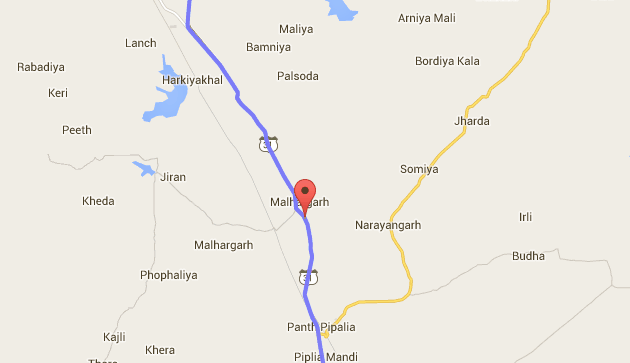 Arniya Mali
Maliya
Lanch
Bamniya
Bordiya Kala
Rabadiya
Palsoda
Harkiyakhal
Keri
Jharda
Peeth
31
Somiya
Jiran
Kheda
Malhargarh
Irli
Narayangarh
Malhargarh
Budha
Phophaliya
31
Panth Pipalia
Kajli
Khera
Piplia Mandi